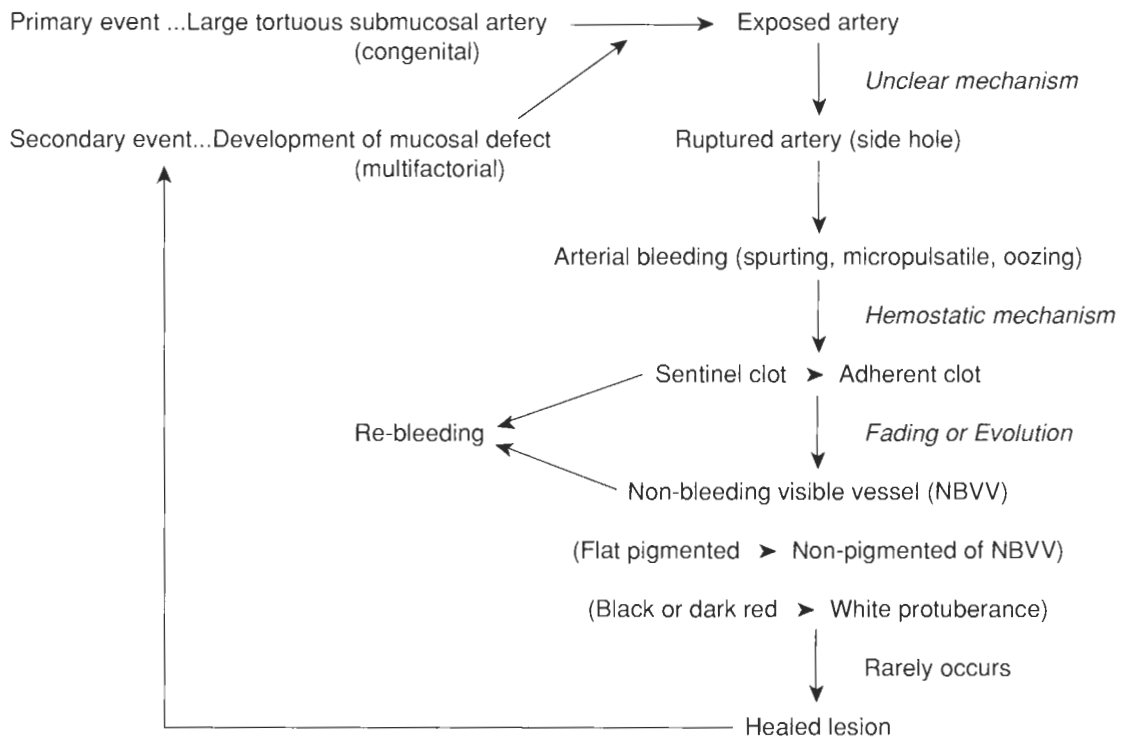 Primary event ...Large tortuous submucosal artery
(congenital)
Exposed artery
Unclear mechanism
Secondary event...Development of mucosal defect
(multifactorial)
Ruptured artery (side hole)
Arterial bleeding (spurting, micropulsatile, oozing)
Hemostatic mechanism
Sentinel clot ➤ Adherent clot
Re-bleeding
Fading or Evolution
Non-bleeding visible vessel (NBVV)
(Flat pigmented ➤ Non-pigmented of NBVV)
(Black or dark red ➤ White protuberance)
Rarely occurs
Healed lesion